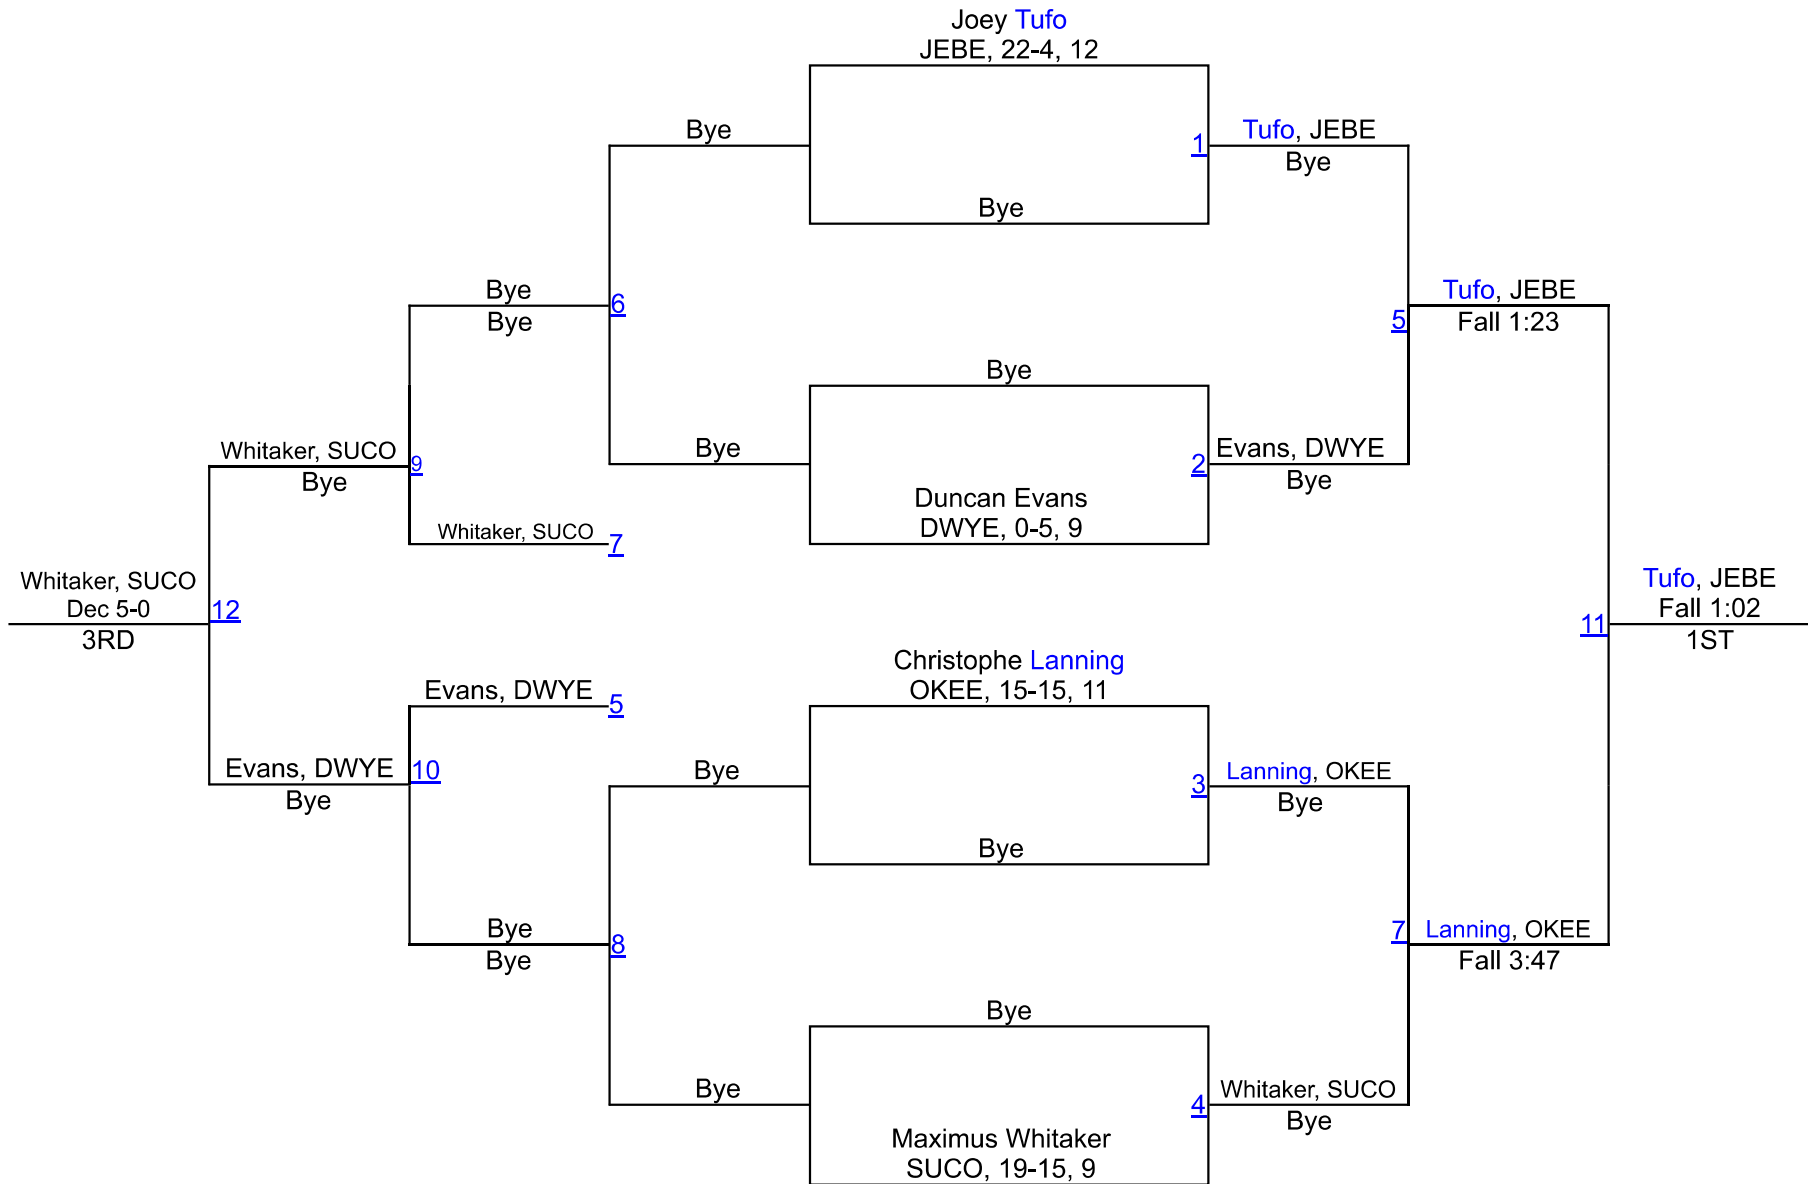 Joey Tufo
JEBE, 22-4, 12
Bye
1
Tufo, JEBE
Bye
Bye
Bye
Bye
6
Tufo, JEBE
5
Fall 1:23
Bye
Whitaker, SUCO
9
Bye
Bye
2
Evans, DWYE
Bye
Duncan Evans
DWYE, 0-5, 9
Whitaker, SUCO
7
Whitaker, SUCO
Dec 5-0
12
3RD
Tufo, JEBE
Fall 1:02
11
1ST
Christophe Lanning
OKEE, 15-15, 11
Evans, DWYE
5
Evans, DWYE
10
Bye
Bye
3
Lanning, OKEE
Bye
Bye
Bye
8
Bye
7
Lanning, OKEE
Fall 3:47
Bye
Bye
4
Whitaker, SUCO
Bye
Maximus Whitaker
SUCO, 19-15, 9